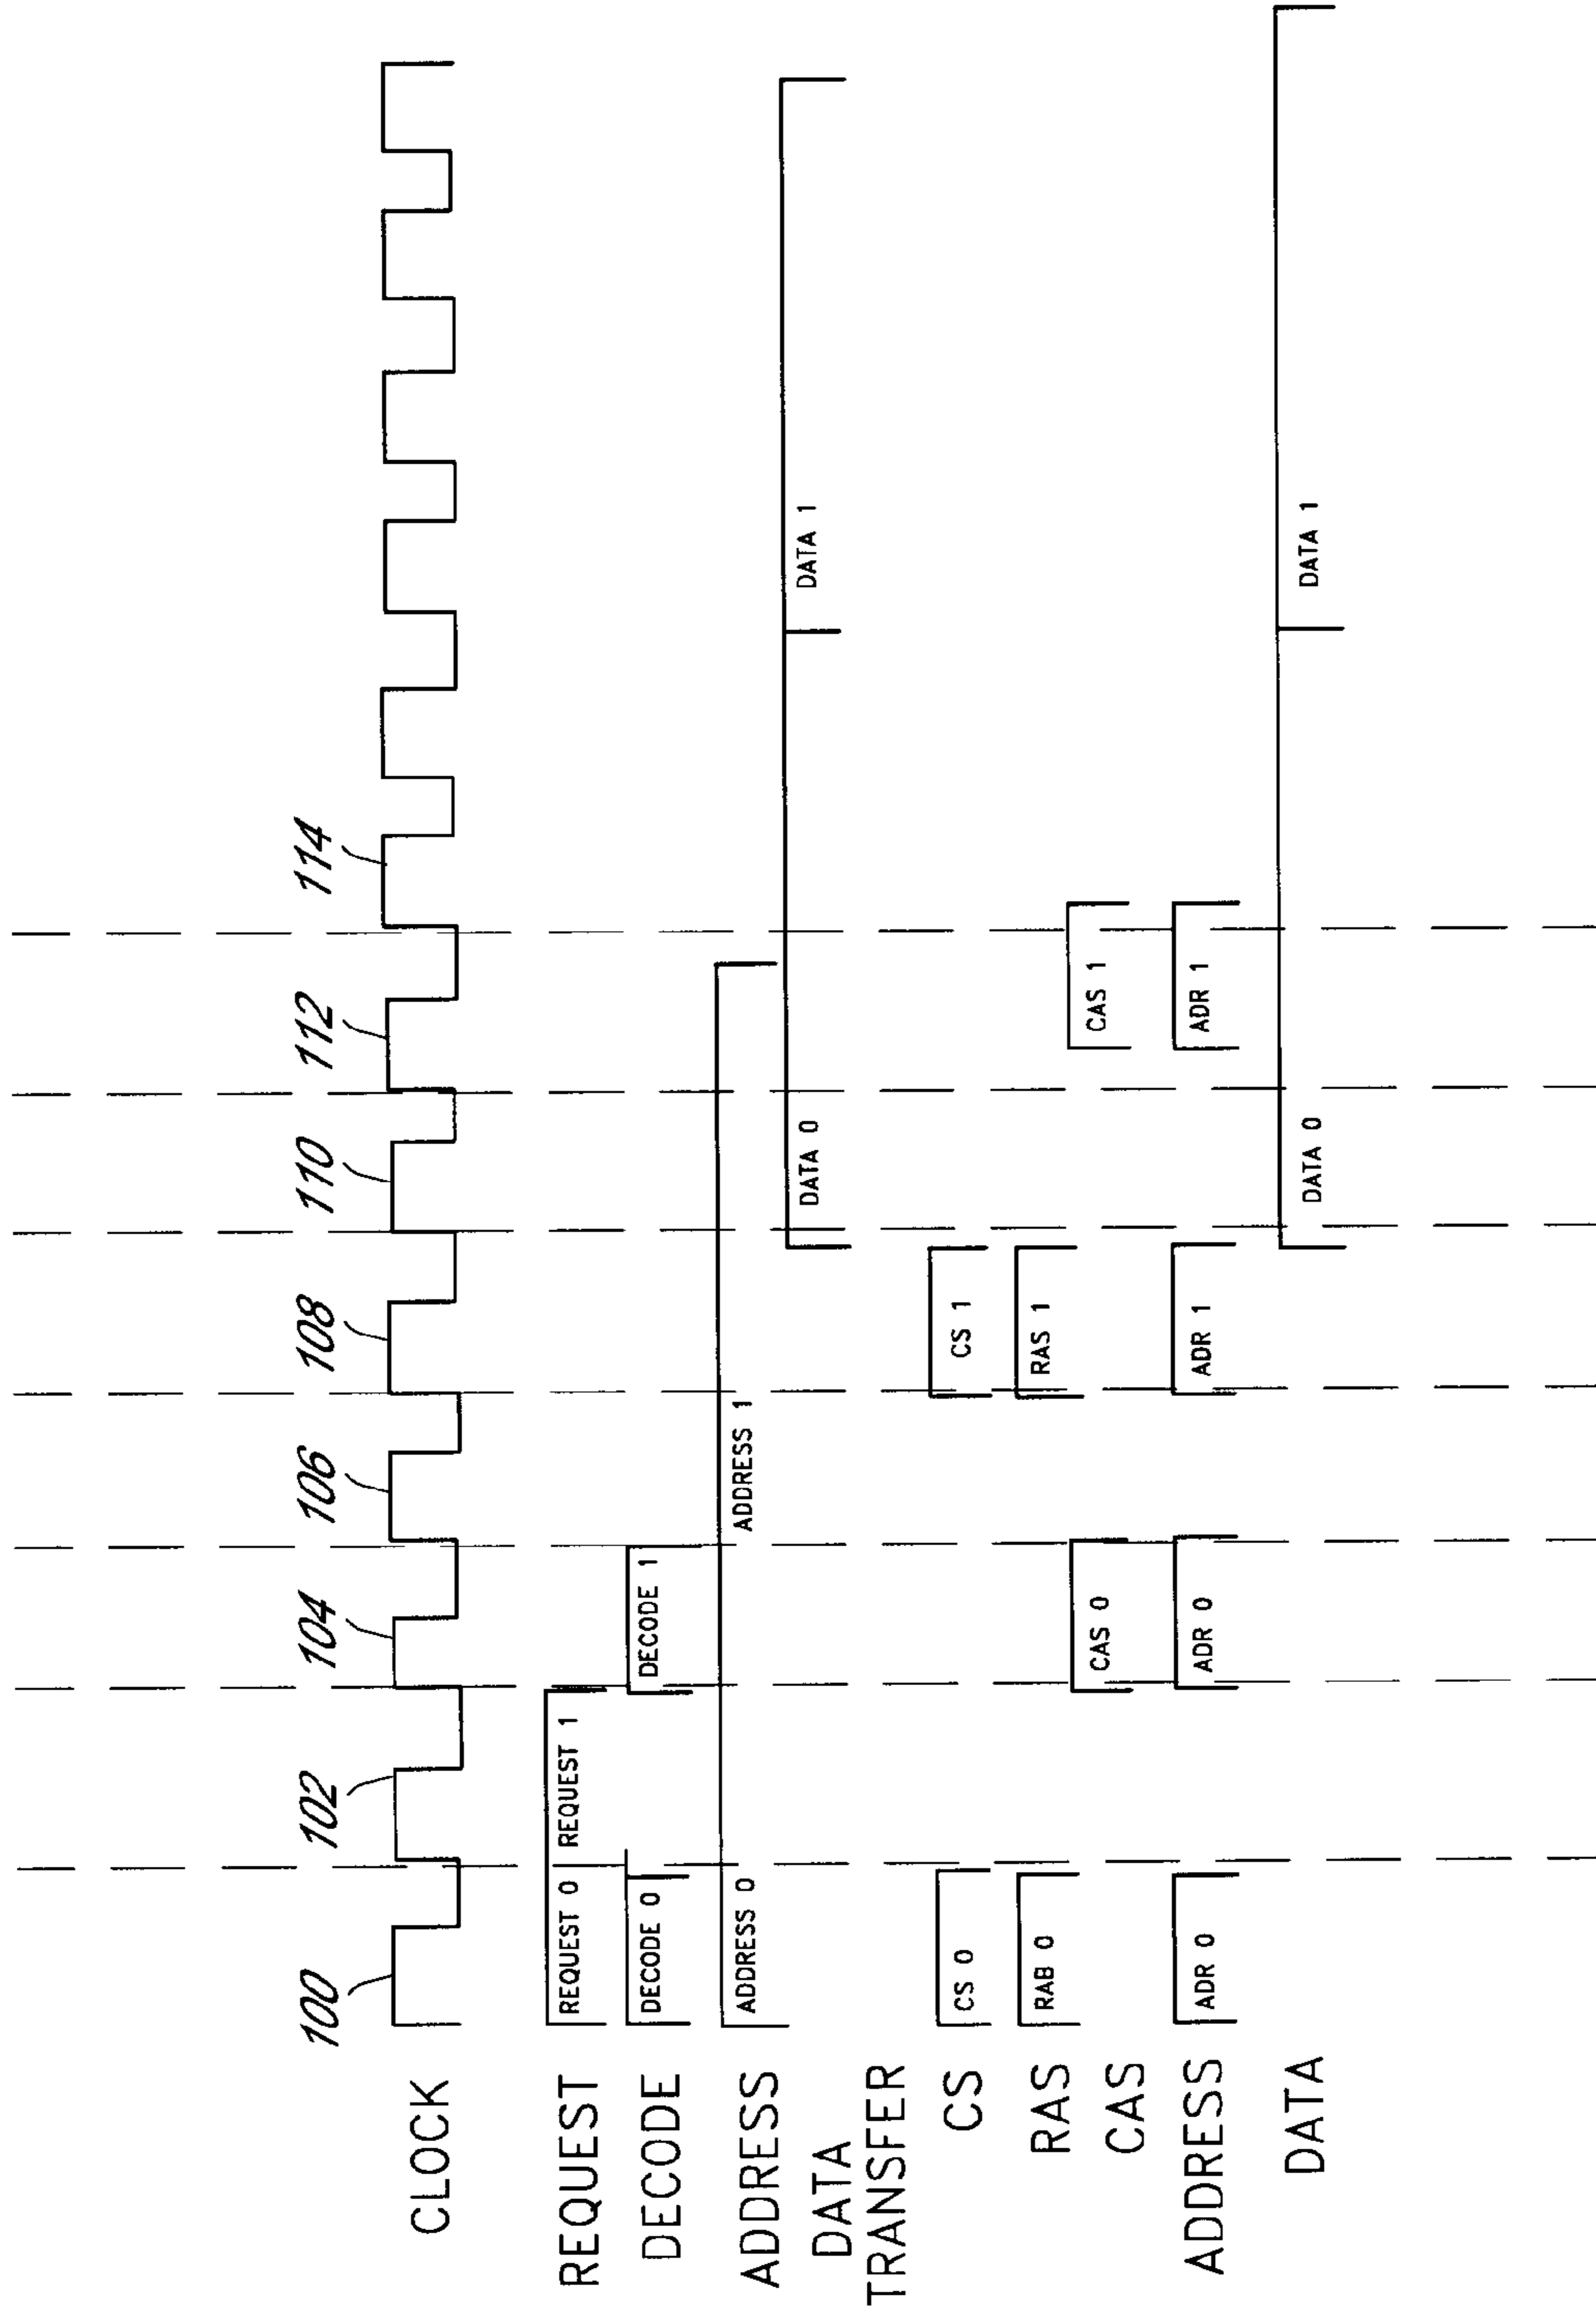 100 102 104 106 108 110 112 114
CLOCK
REQUEST REQUEST 0 REQUEST 1
DECODE DECODE 0 DECODE 1
ADDRESS ADDRESS 0 ADDRESS 1
DATA
TRANSFER DATA 0 DATA 1
CS CS 0 CS 1
RAS RAB 0 RAS 1
CAS CAS 0 CAS 1
ADDRESS ADR 0 ADR 0 ADR 1 ADR 1
DATA DATA 0 DATA 1